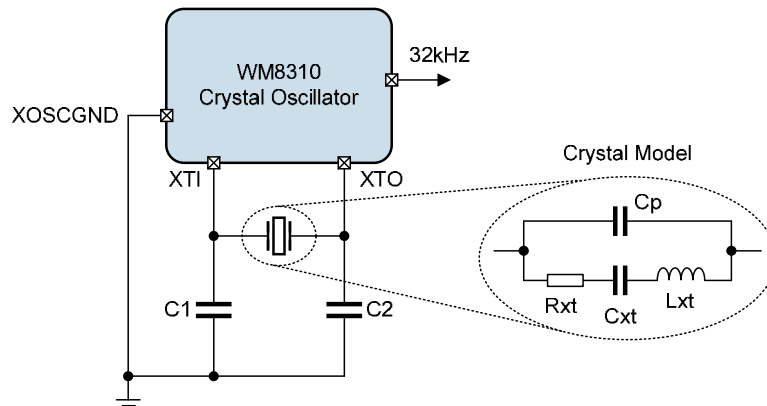 WM8310
Crystal Oscillator
32kHz
XOSCGND
XTI
XTO
Crystal Model
Cp
Rxt
Cxt
Lxt
C1
C2